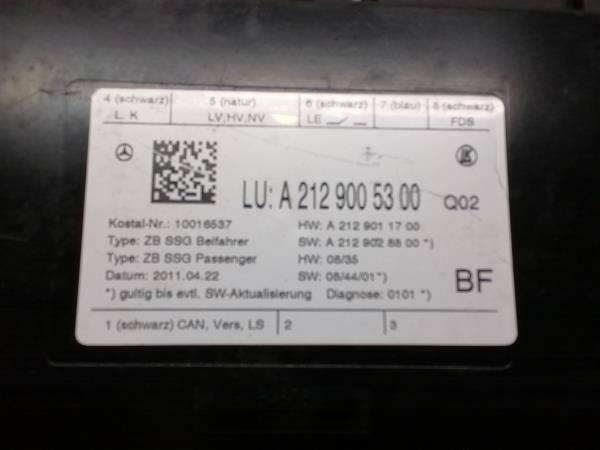 4 (schwarz) 5 (natur) 6 (schwarz) 7 (blau) 8 (schwarz)
L, K LV,HV,NV LE FDS
LU: A 212 900 53 00 Q02
Kostal-Nr.: 10016537 HW: A 212 901 17 00
Type: ZB SSG Beifahrer SW: A 212 902 88 00 *)
Type: ZB SSG Passenger HW: 08/35
Datum: 2011.04.22 SW: 08/44/01*) BF
*) gultig bis evtl. SW-Aktualisierung Diagnose: 0101 *)
1 (schwarz) CAN, Vers, LS 2 3